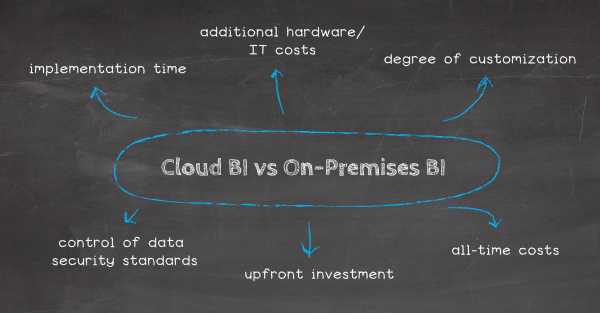 additional hardware/
IT costs
implementation time
degree of customization
Cloud BI vs On-Premises BI
control of data
security standards
upfront investment
all-time costs